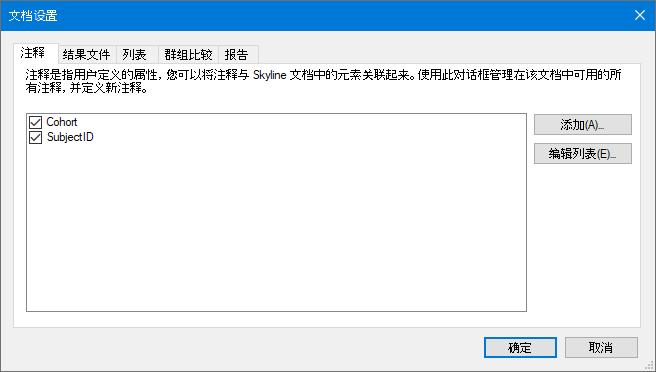 文档设置
注释 结果文件 列表 群组比较 报告
注释是指用户定义的属性，您可以将注释与 Skyline 文档中的元素关联起来。使用此对话框管理在该文档中可用的所
有注释，并定义新注释。
Cohort
SubjectID
添加(A)...
编辑列表(E)...
确定 取消